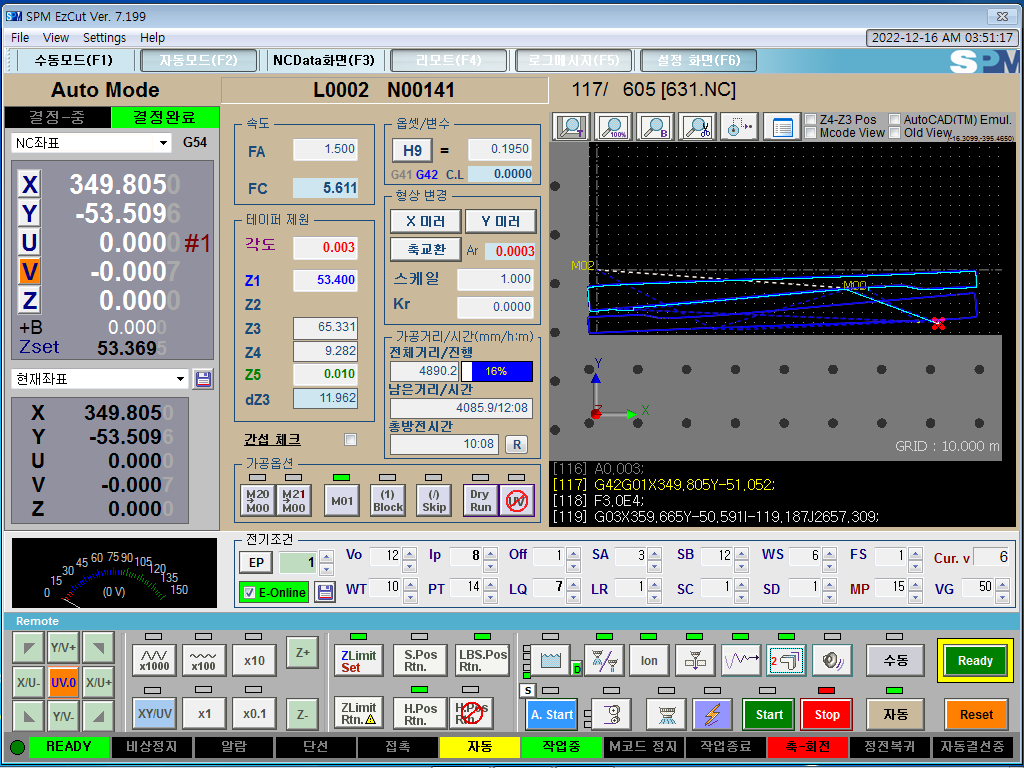 SPM EzCut Ver. 7.199
File View Settings Help
2022-12-16 AM 03:51:17
수동모드(F1) 자동모드(F2) NCData화면(F3) 리모트(F4) 로그메시지(F5) 설정 화면(F6)
SPM
Auto Mode
L0002 N00141
117/ 605 [631.NC]
결정-중 결정완료
NC좌표 G54
X 349.8050
Y -53.5096
U 0.0000 #1
V -0.0007
Z 0.0000
+B 0.0000
Zset 53.3695
현재좌표
X 349.8050
Y -53.5096
U 0.0000
V -0.0007
Z 0.0000
속도
FA 1.500
FC 5.611
테이퍼 제원
각도 0.003
Z1 53.400
Z2
Z3 65.331
Z4 9.282
Z5 0.010
dZ3 11.962
간섭 체크
옵셋/변수
H9 = 0.1950
G41 G42 C.L 0.0000
형상 변경
X 미러 Y 미러
축교환 Ar 0.0003
스케일 1.000
Kr 0.0000
가공거리/시간(mm/h:m)
전체거리/진행
4890.2 16%
남은거리/시간
4085.9/12:08
총방전시간
10:08 R
가공옵션
M20 M00 M21 M00 M01 (1) Block (/) Skip Dry Run UV
T 100% B
Z4-Z3 Pos AutoCAD(TM) Emul.
Mcode View Old View
-16.3099,-395.4650)
M02
M00
Y
X
Z
GRID : 10.000 m
[116] A0.003;
[117] G42G01X349.805Y-51.052;
[118] F3.0E4;
[119] G03X359.665Y-50.591I-119.187J2657.309;
0 15 30 45 60 75 90 105 120 135 150
(0 V)
전기조건
EP 1 Vo 12 Ip 8 Off 1 SA 3 SB 12 WS 6 FS 1 Cur. v 6
E-Online WT 10 PT 14 LQ 7 LR 1 SC 1 SD 1 MP 15 VG 50
Remote
Y/V+ x1000 x100 x10 Z+ ZLimit Set S.Pos Rtn. LBS.Pos Rtn. D Ion 2 수동 Ready
X/U- UV.0 X/U+
Y/V- XY/UV x1 x0.1 Z- ZLimit Rtn. H.Pos Rtn. H.Pos Rtn. S A. Start Start Stop 자동 Reset
READY 비상정지 알람 단선 접촉 자동 작업중 M코드 정지 작업종료 축-회전 정전복귀 자동결선중